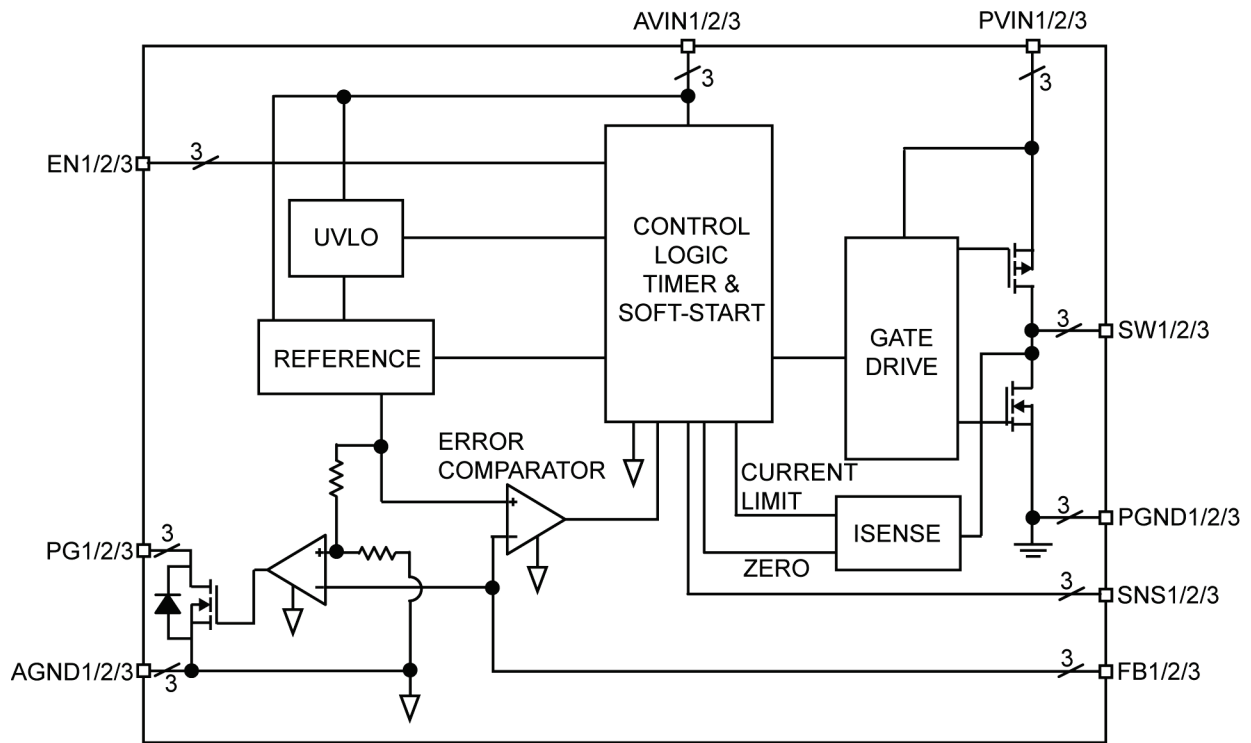 AVIN1/2/3
PVIN1/2/3
3
3
EN1/2/3
3
UVLO
CONTROL
LOGIC
TIMER &
SOFT-START
REFERENCE
GATE
DRIVE
3
SW1/2/3
ERROR
COMPARATOR
+
–
CURRENT
LIMIT
ISENSE
ZERO
3
PGND1/2/3
PG1/2/3
3
+
–
3
SNS1/2/3
AGND1/2/3
3
3
FB1/2/3